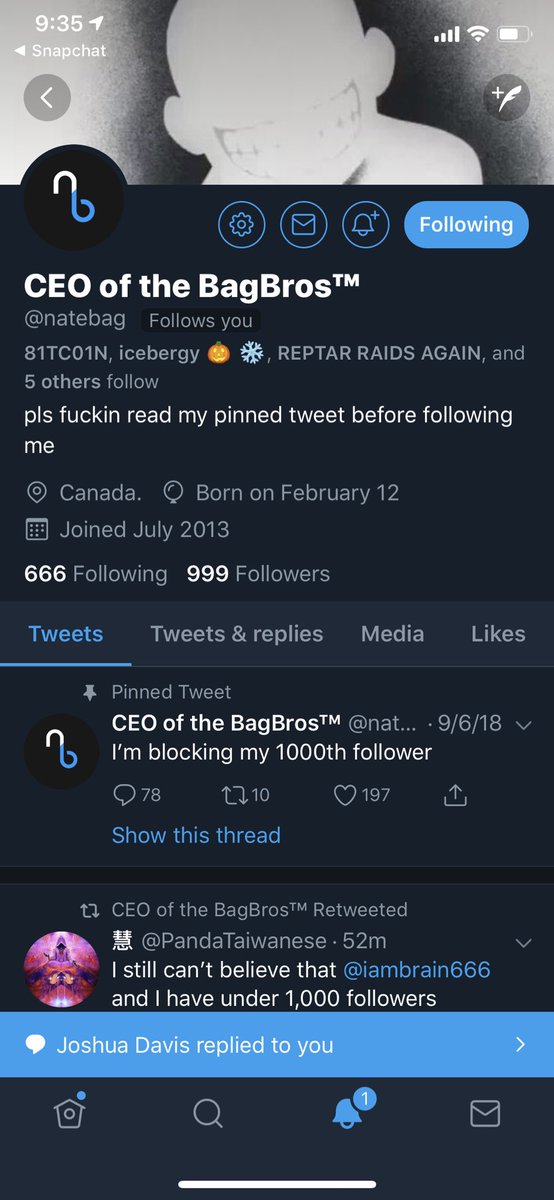 9:35
◀ Snapchat
nb
Following
CEO of the BagBros™
@natebag Follows you
81TC01N, icebergy 🎃 ❄️, REPTAR RAIDS AGAIN, and
5 others follow
pls fuckin read my pinned tweet before following
me
Canada. Born on February 12
Joined July 2013
666 Following 999 Followers
Tweets Tweets & replies Media Likes
Pinned Tweet
CEO of the BagBros™ @nat... · 9/6/18
I'm blocking my 1000th follower
78 10 197
Show this thread
CEO of the BagBros™ Retweeted
慧 @PandaTaiwanese · 52m
I still can't believe that @iambrain666
and I have under 1,000 followers
Joshua Davis replied to you
1